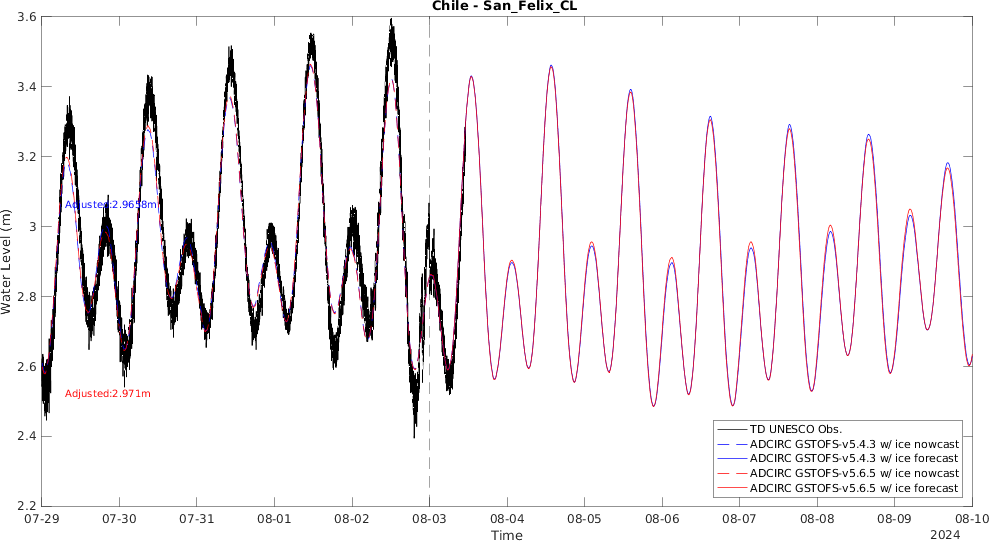 Chile - San_Felix_CL
3.6
3.4
3.2
3
2.8
2.6
2.4
2.2
Water Level (m)
Adjusted:2.9658m
Adjusted:2.971m
TD UNESCO Obs.
ADCIRC GSTOFS-v5.4.3 w/ ice nowcast
ADCIRC GSTOFS-v5.4.3 w/ ice forecast
ADCIRC GSTOFS-v5.6.5 w/ ice nowcast
ADCIRC GSTOFS-v5.6.5 w/ ice forecast
07-29 07-30 07-31 08-01 08-02 08-03 08-04 08-05 08-06 08-07 08-08 08-09 08-10
Time
2024